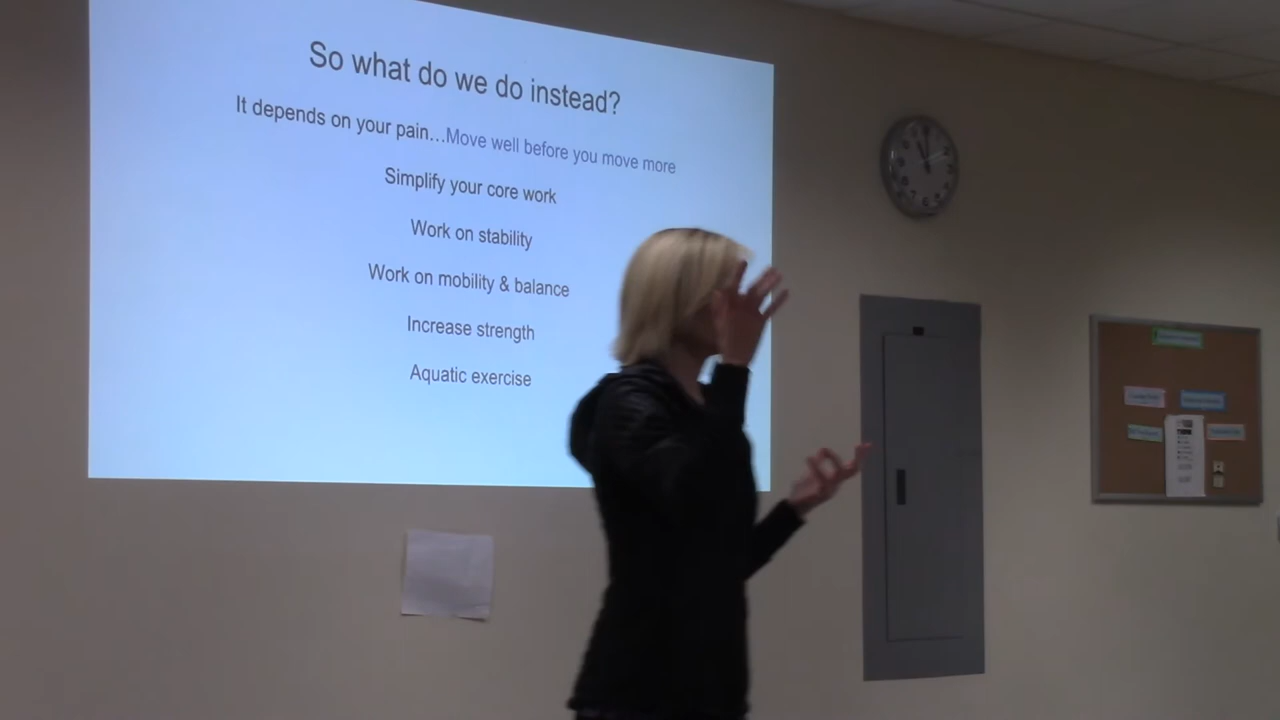 So what do we do instead?
It depends on your pain…Move well before you move more
Simplify your core work
Work on stability
Work on mobility & balance
Increase strength
Aquatic exercise